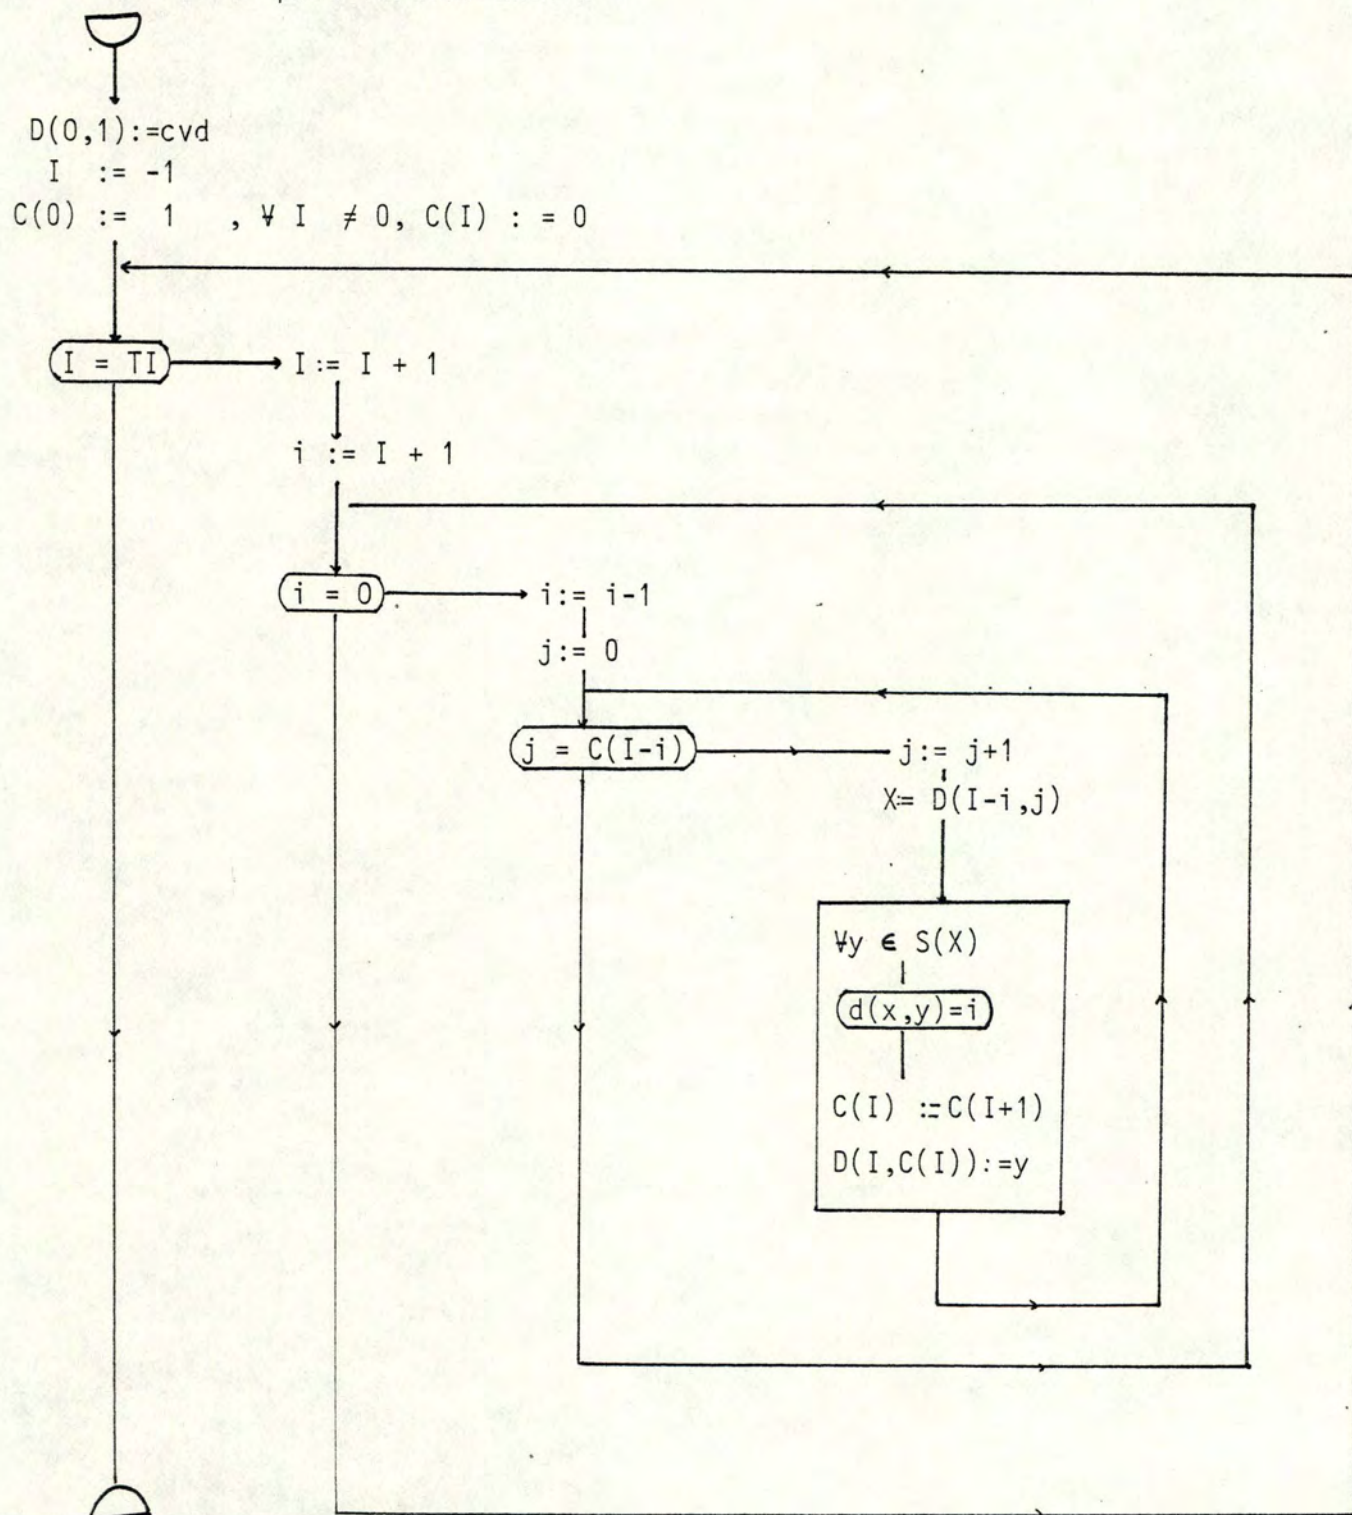 D(0,1):=cvd
I := -1
C(0) := 1 , ∀ I ≠ 0, C(I) : = 0
I = TI
I := I + 1
i := I + 1
i = 0
i:= i-1
j:= 0
j = C(I-i)
j:= j+1
X:= D(I-i,j)
∀y ∈ S(X)
d(x,y)=i
C(I) := C(I+1)
D(I,C(I)):=y